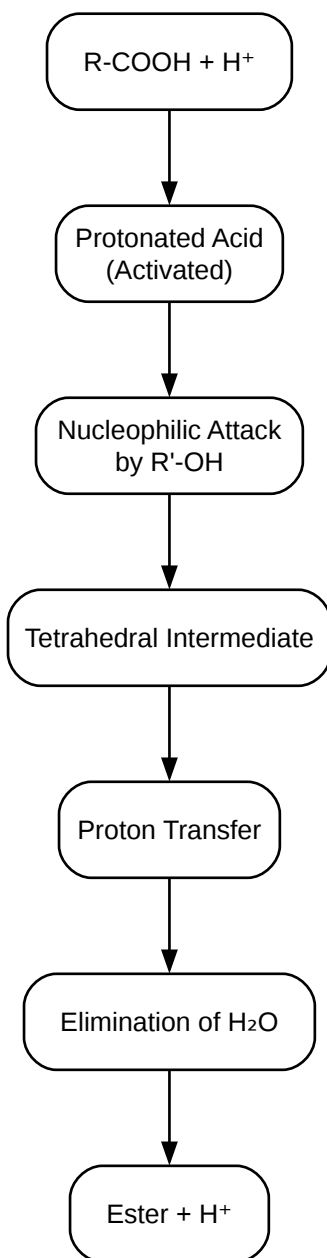 R-COOH + H⁺
Protonated Acid
(Activated)
Nucleophilic Attack
by R'-OH
Tetrahedral Intermediate
Proton Transfer
Elimination of H₂O
Ester + H⁺